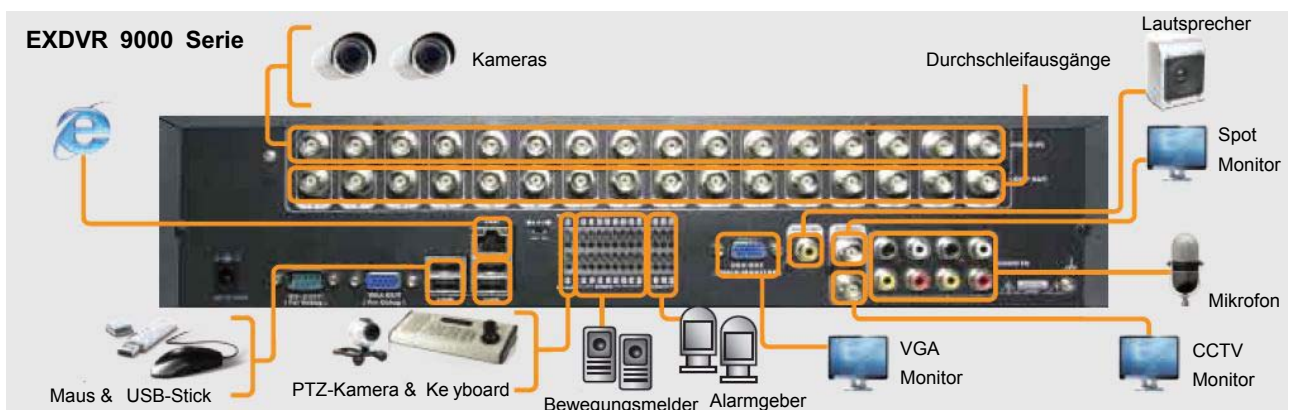 EXDVR 9000 Serie
Kameras
Durchschleifausgänge
Lautsprecher
Spot
Monitor
Mikrofon
Maus & USB-Stick
PTZ-Kamera & Ke yboard
Bewegungsmelder
Alarmgeber
VGA
Monitor
CCTV
Monitor